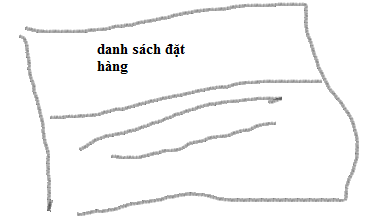 danh sách đặt
hàng